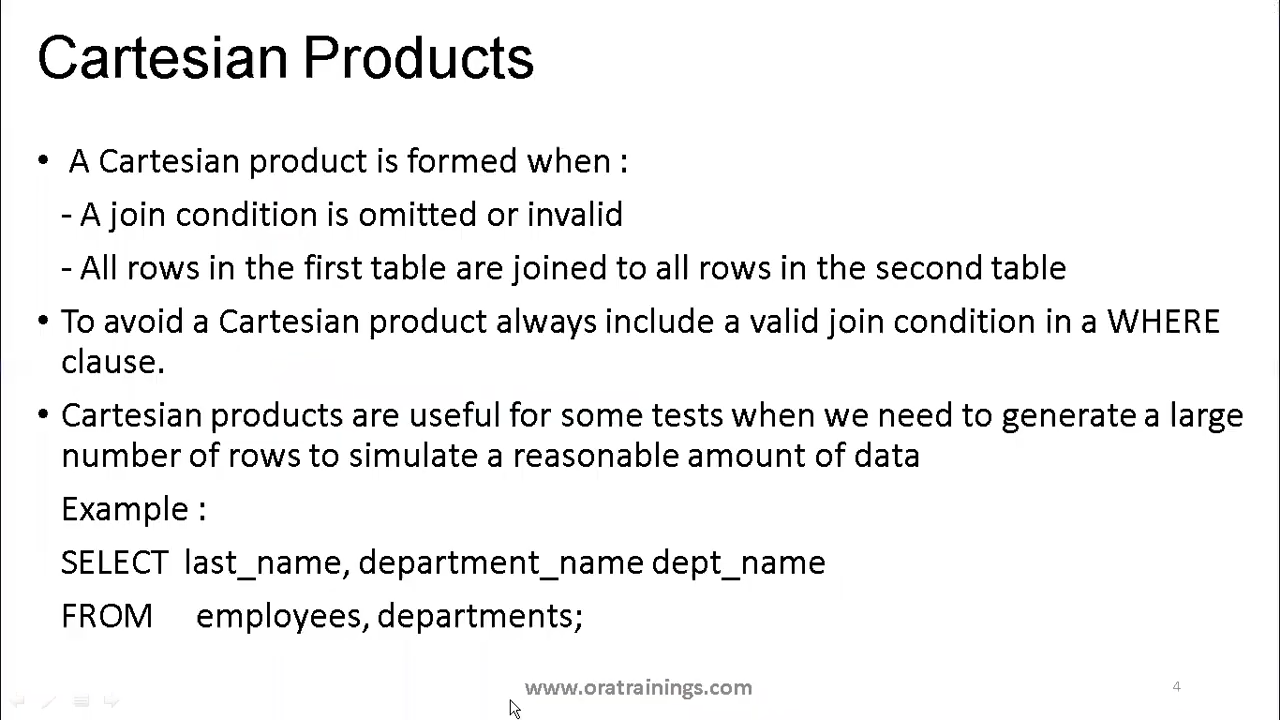 Cartesian Products
• A Cartesian product is formed when :
- A join condition is omitted or invalid
- All rows in the first table are joined to all rows in the second table
• To avoid a Cartesian product always include a valid join condition in a WHERE
clause.
• Cartesian products are useful for some tests when we need to generate a large
number of rows to simulate a reasonable amount of data
Example :
SELECT last_name, department_name dept_name
FROM employees, departments;
www.oratrainings.com
4